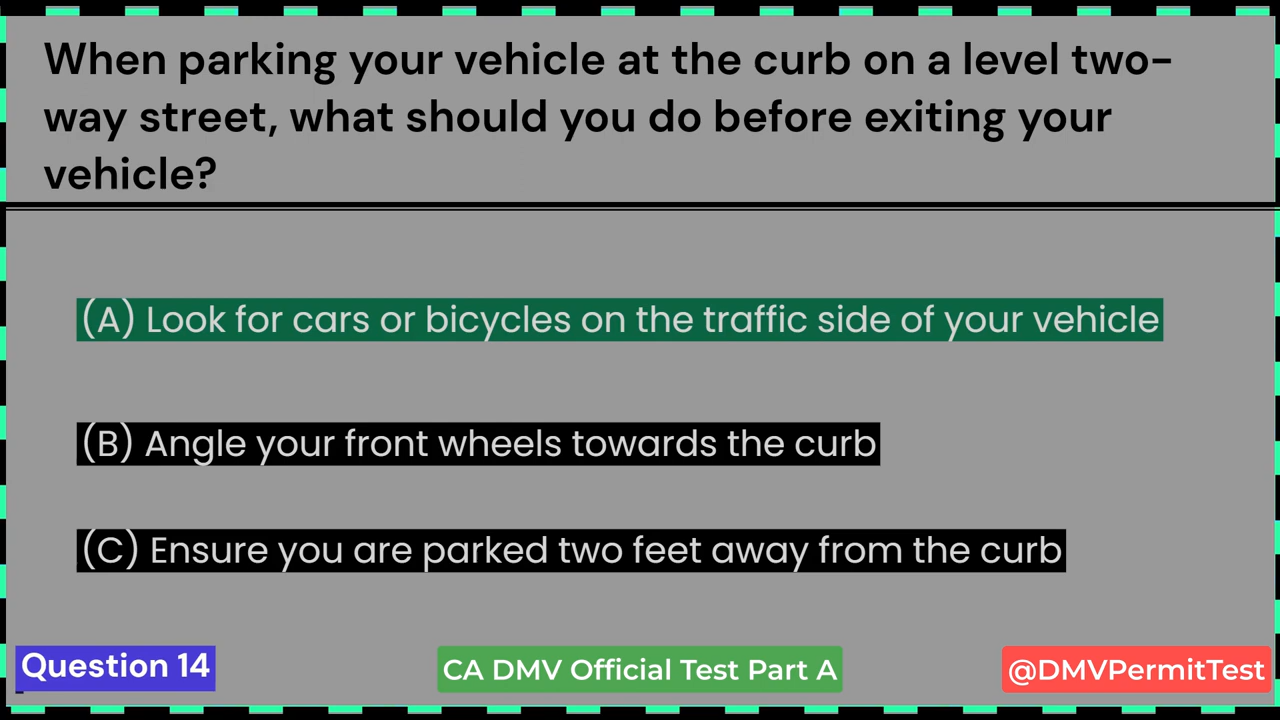 When parking your vehicle at the curb on a level two-
way street, what should you do before exiting your
vehicle?
(A) Look for cars or bicycles on the traffic side of your vehicle
(B) Angle your front wheels towards the curb
(C) Ensure you are parked two feet away from the curb
Question 14
CA DMV Official Test Part A
@DMVPermitTest